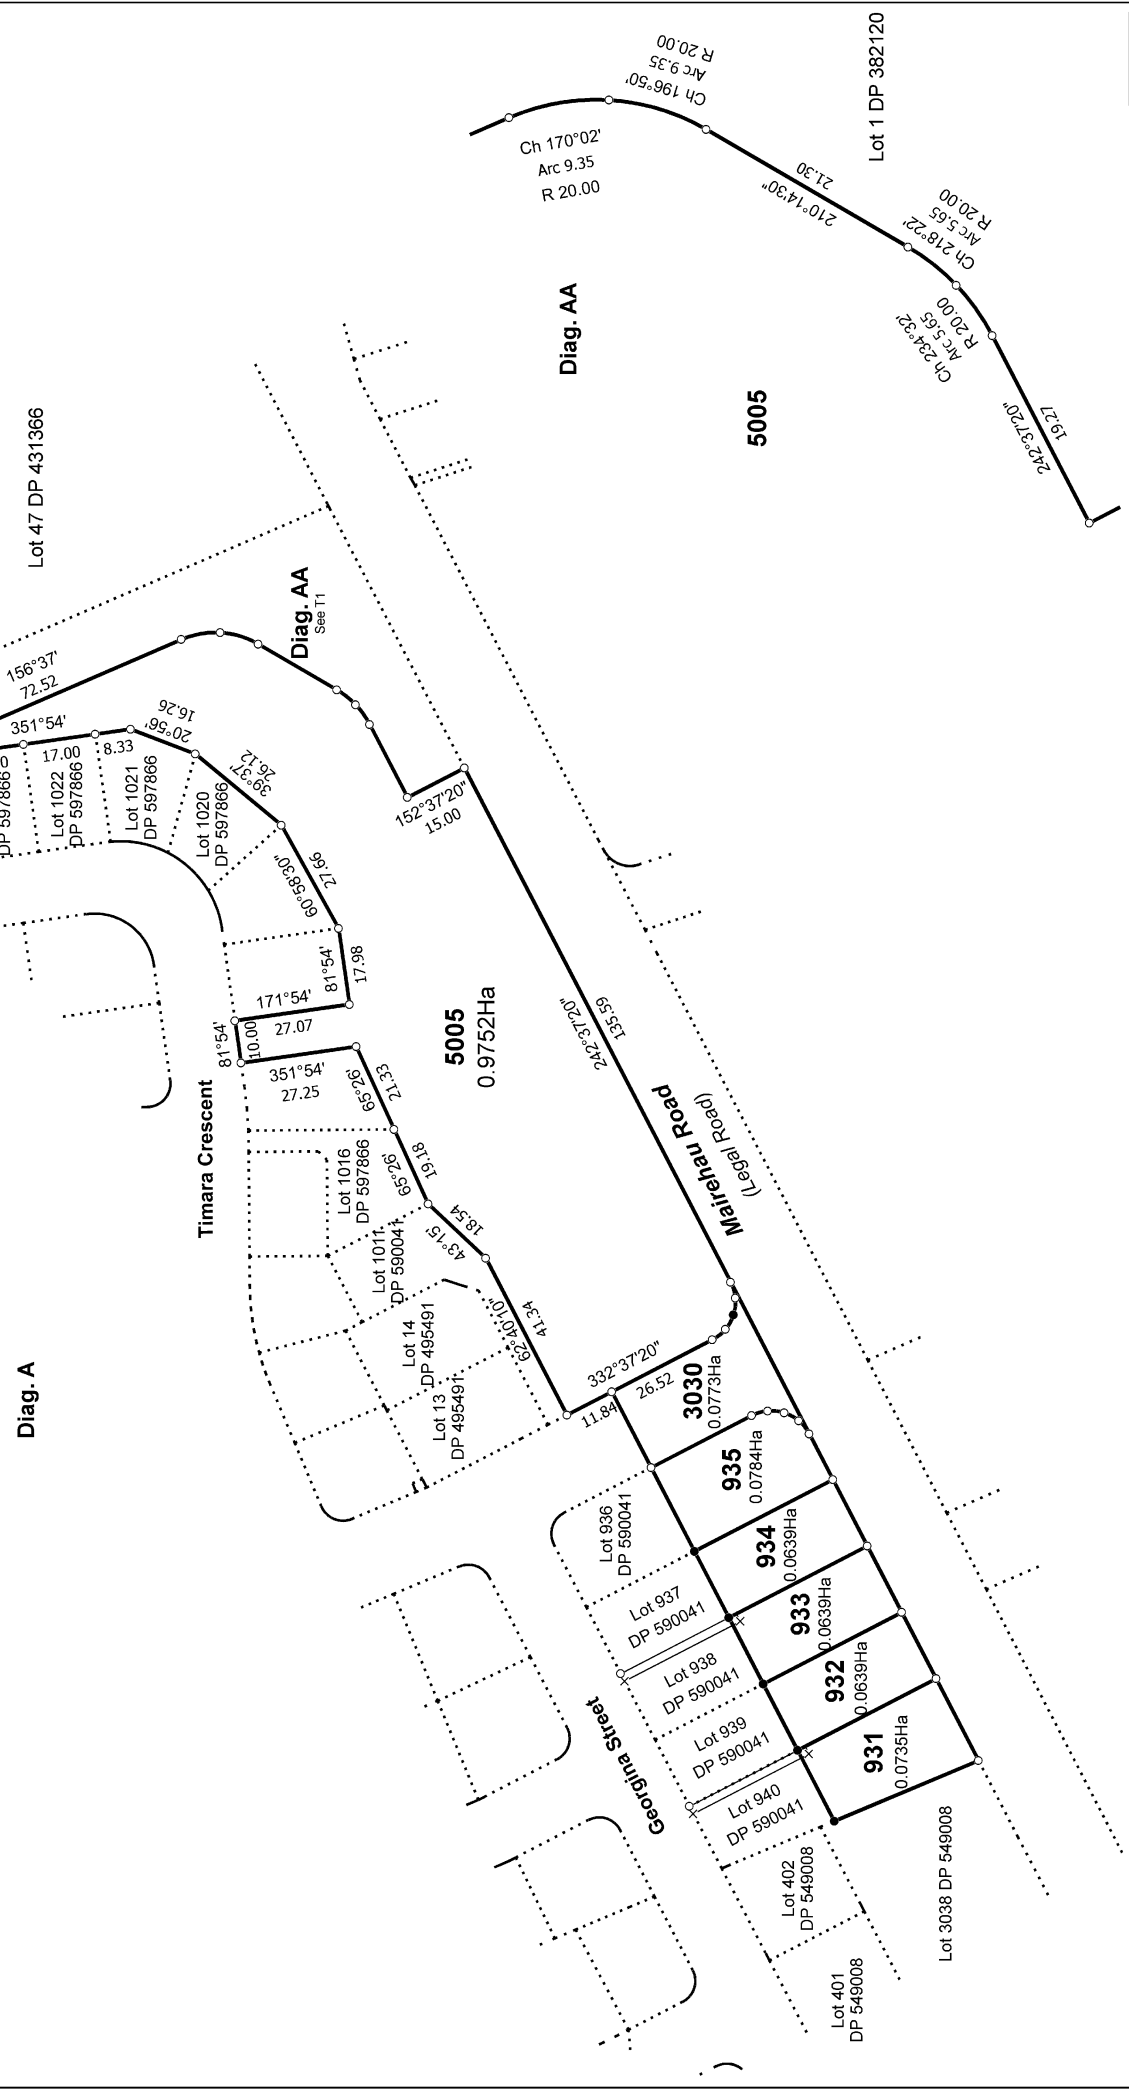 Diag. A
Lot 47 DP 431366
Lot 1 DP 382120
Diag. AA
5005
Ch 170°02'
Arc 9.35
R 20.00
Ch 196°50'
Arc 9.35
R 20.00
210°14'30"
21.30
Ch 218°22'
Arc 5.65
R 20.00
Ch 234°32'
Arc 5.65
R 20.00
242°37'20"
19.27
Diag. AA
See T1
156°37'
72.52
351°54'
17.00
8.33
20°56'
16.26
39°37'
26.12
60°58'30"
27.66
81°54'
17.98
171°54'
27.07
81°54'
10.00
351°54'
27.25
65°26'
21.33
65°26'
19.18
43°15'
18.54
62°40'10"
41.34
152°37'20"
15.00
242°37'20"
135.59
332°37'20"
11.84
26.52
DP 597866
Lot 1022
DP 597866
Lot 1021
DP 597866
Lot 1020
DP 597866
Timara Crescent
5005
0.9752Ha
Lot 1016
DP 597866
Lot 1011
DP 590041
Lot 14
DP 495491
Lot 13
DP 495491
Mairehau Road
(Legal Road)
3030
0.0773Ha
935
0.0784Ha
934
0.0639Ha
933
0.0639Ha
932
0.0639Ha
931
0.0735Ha
Lot 936
DP 590041
Lot 937
DP 590041
Lot 938
DP 590041
Lot 939
DP 590041
Lot 940
DP 590041
Georgina Street
Lot 402
DP 549008
Lot 401
DP 549008
Lot 3038 DP 549008